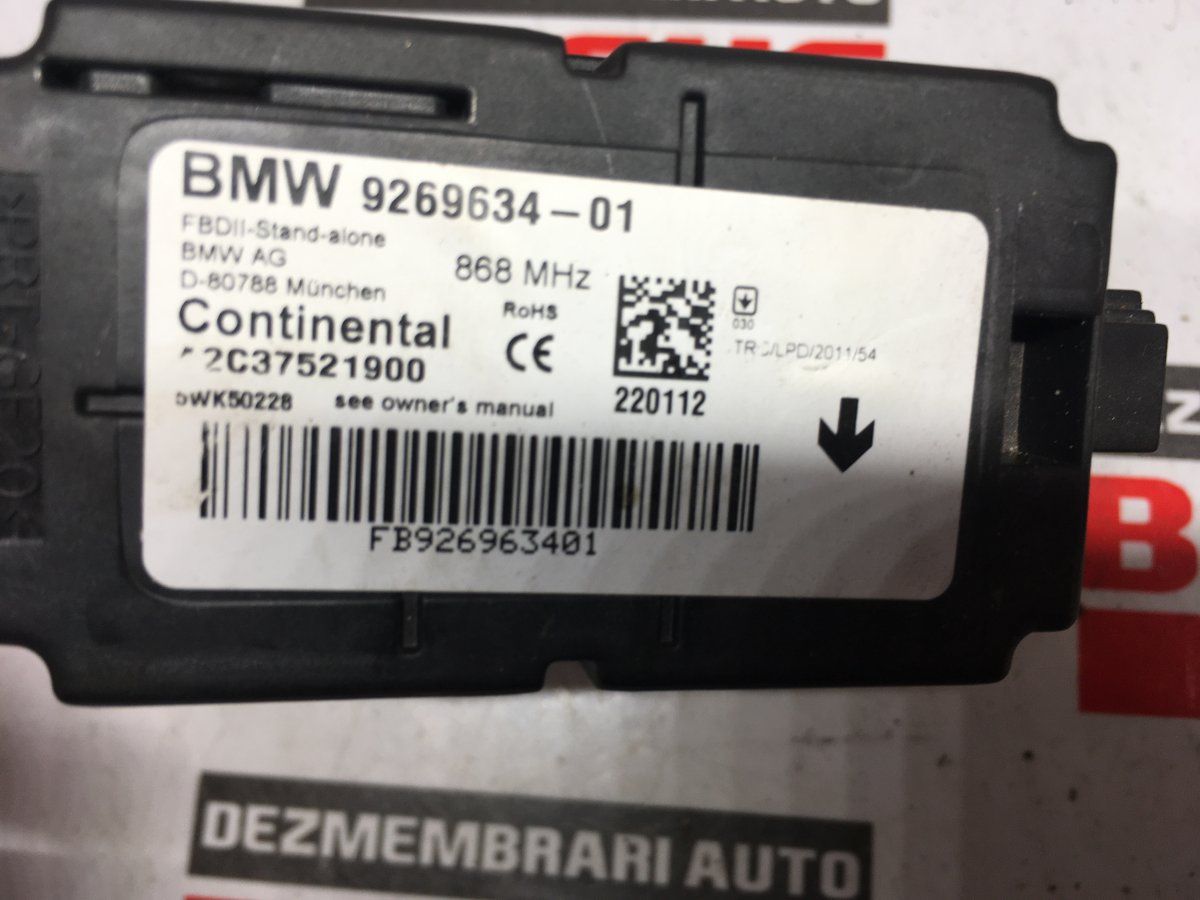 BMW 9269634-01
FBDII-Stand-alone
BMW AG
D-80788 München
868 MHz
Continental
RoHS
CE
030
2C37521900
5WK50228 see owner's manual
220112
/LPD/2011/54
FB926963401
DEZMEMBRARI AUTO